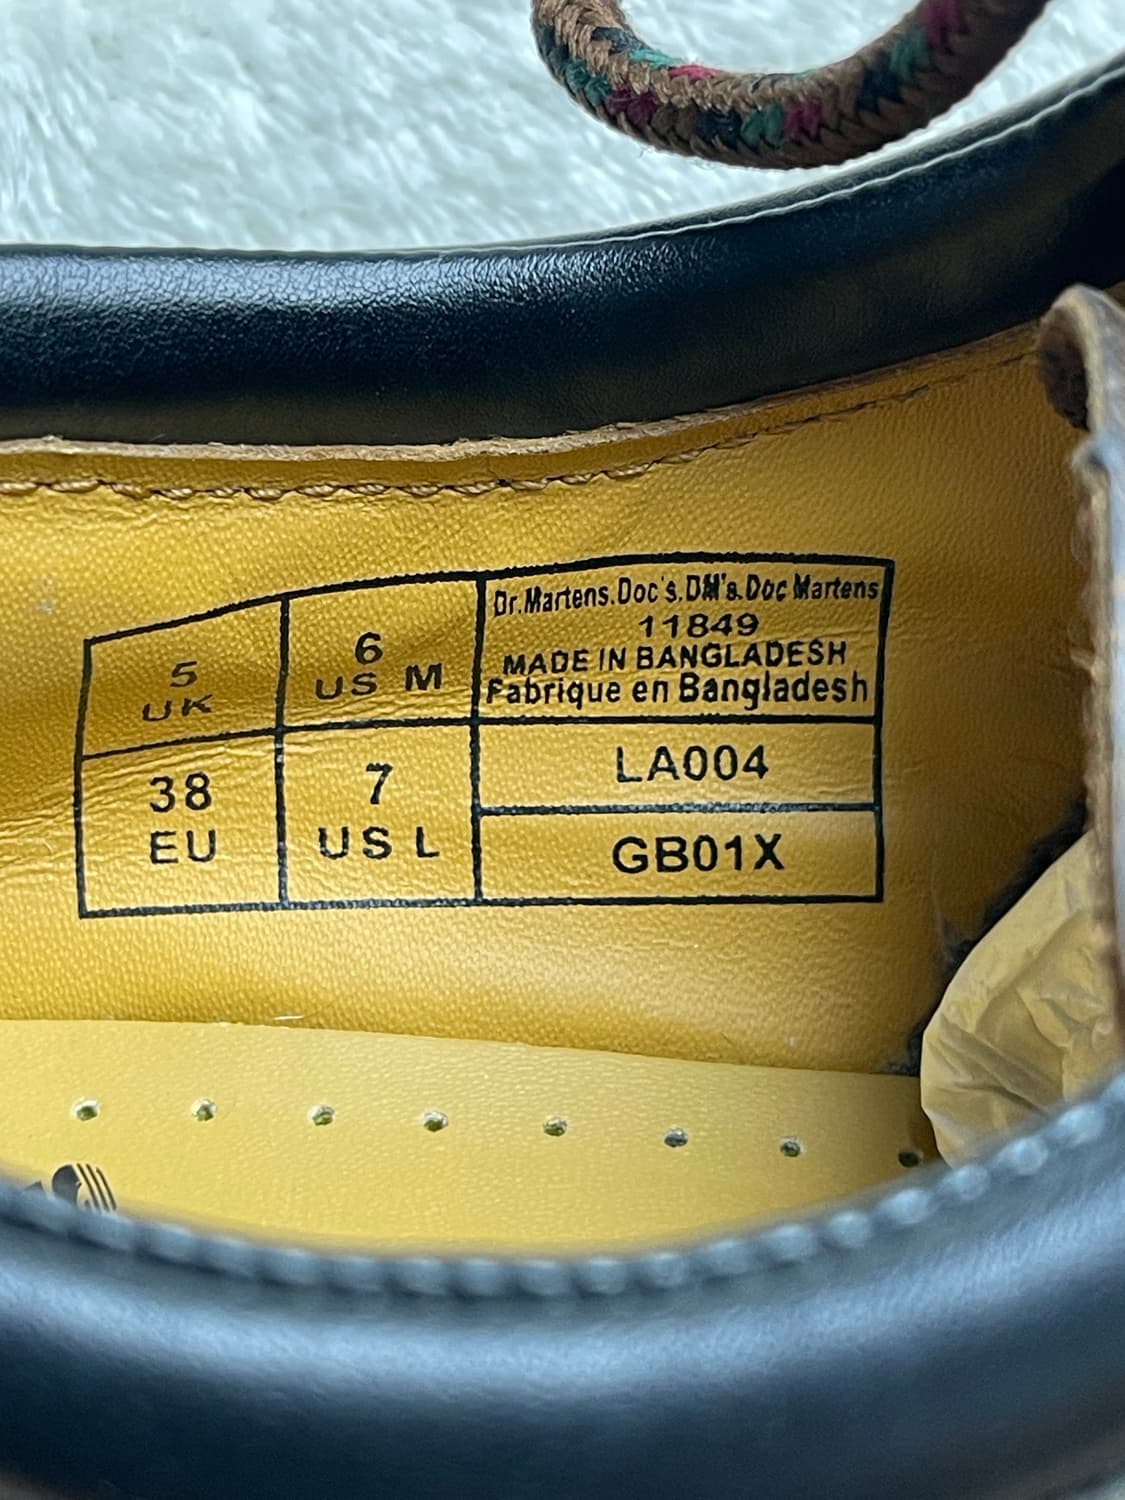 5
UK
6
US M
Dr.Martens.Doc's.DM's.Doc Martens
11849
MADE IN BANGLADESH
Fabrique en Bangladesh
38
EU
7
US L
LA004
GB01X